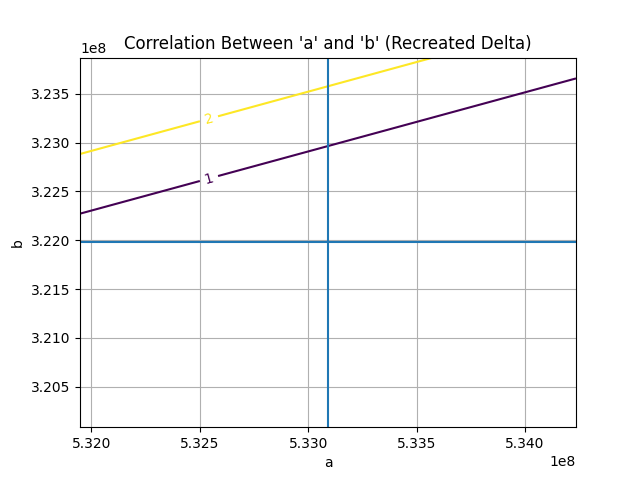 Correlation Between 'a' and 'b' (Recreated Delta)
1e8
3.235
3.230
3.225
3.220
3.215
3.210
3.205
b
2
1
5.320 5.325 5.330 5.335 5.340
a
1e8